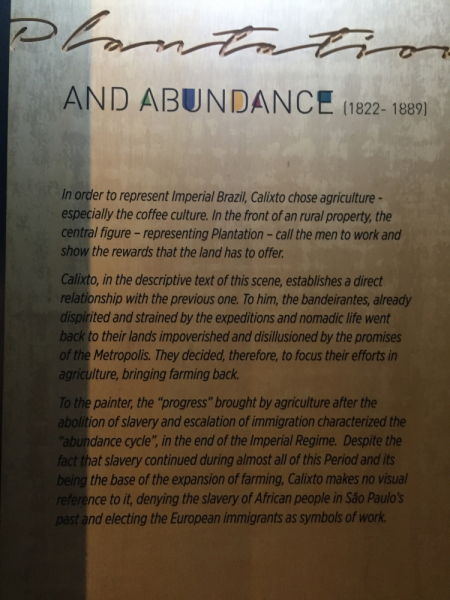 Plantation
AND ABUNDANCE (1822- 1889)
In order to represent Imperial Brazil, Calixto chose agriculture -
especially the coffee culture. In the front of an rural property, the
central figure – representing Plantation – call the men to work and
show the rewards that the land has to offer.
Calixto, in the descriptive text of this scene, establishes a direct
relationship with the previous one. To him, the bandeirantes, already
dispirited and strained by the expeditions and nomadic life went
back to their lands impoverished and disillusioned by the promises
of the Metropolis. They decided, therefore, to focus their efforts in
agriculture, bringing farming back.
To the painter, the “progress” brought by agriculture after the
abolition of slavery and escalation of immigration characterized the
“abundance cycle”, in the end of the Imperial Regime. Despite the
fact that slavery continued during almost all of this Period and its
being the base of the expansion of farming, Calixto makes no visual
reference to it, denying the slavery of African people in São Paulo's
past and electing the European immigrants as symbols of work.